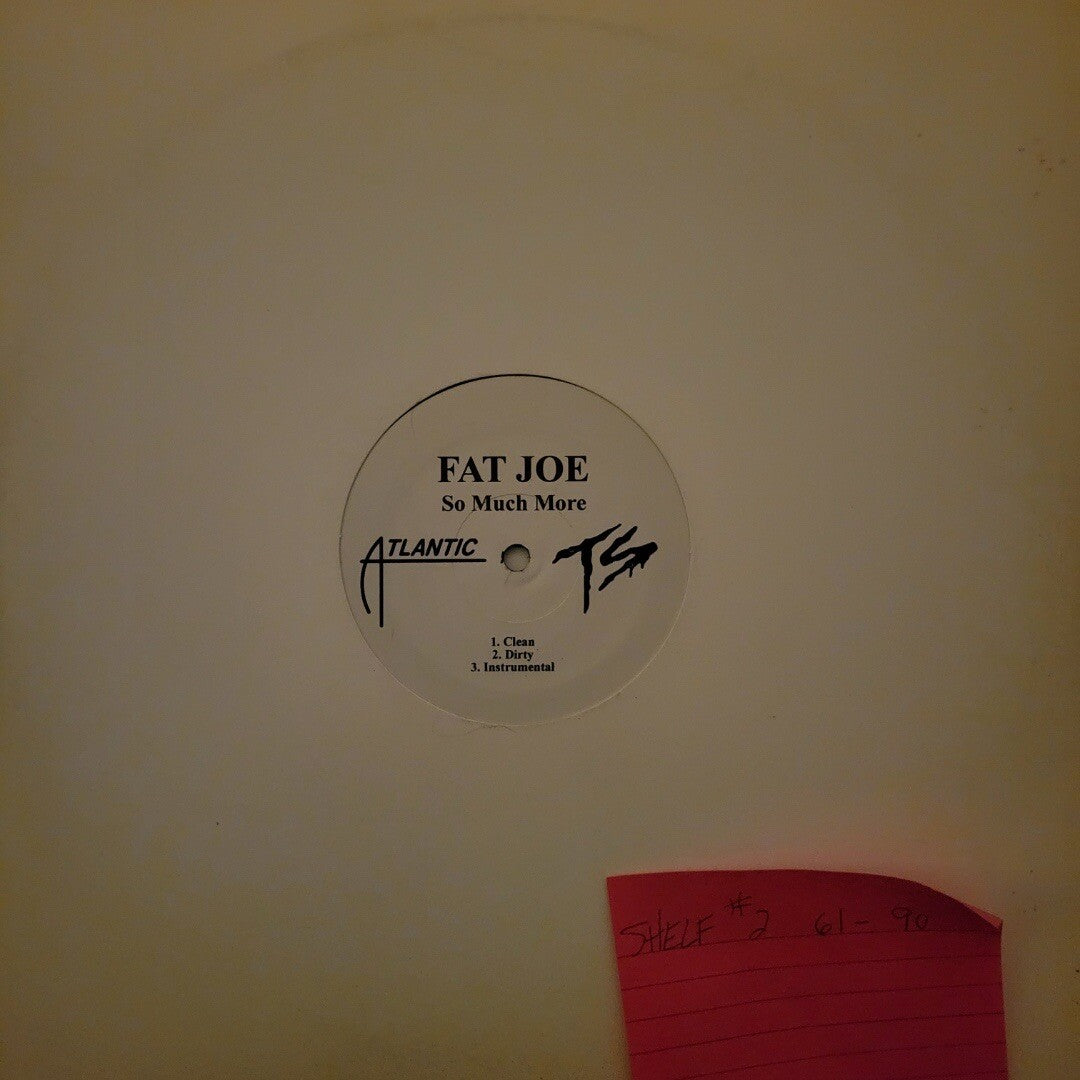 FAT JOE
So Much More
ATLANTIC TS
1. Clean
2. Dirty
3. Instrumental
SHELF #2 61-90